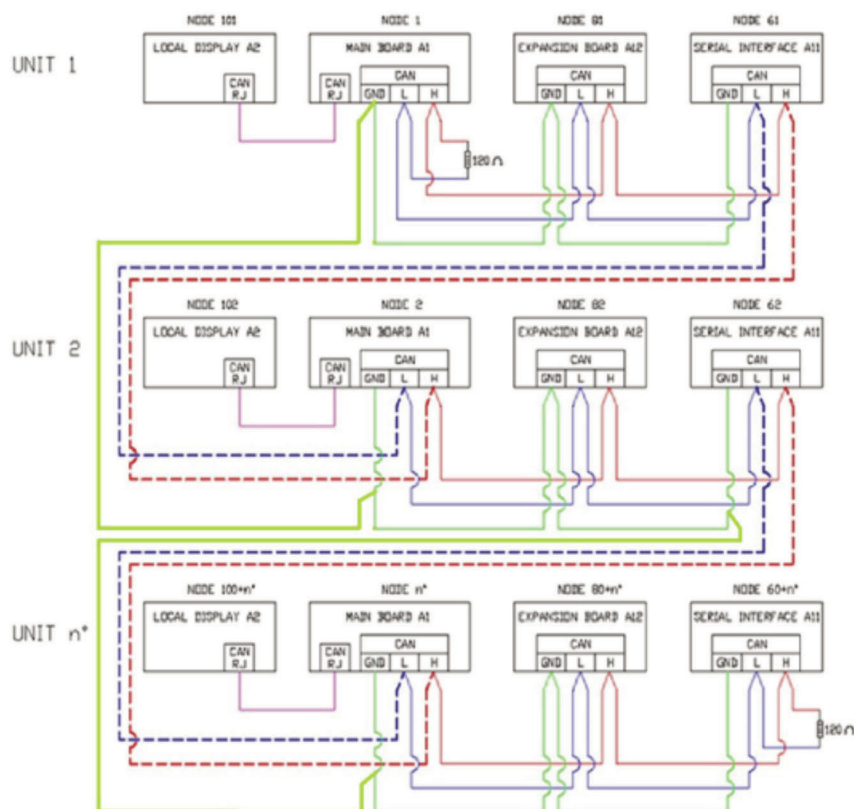 NODE 101 NODE 1 NODE 81 NODE 61
UNIT 1
LOCAL DISPLAY A2 MAIN BOARD A1 EXPANSION BOARD A12 SERIAL INTERFACE A11
CAN CAN CAN
CAN RJ CAN RJ GND L H GND L H GND L H
120Ω
NODE 102 NODE 2 NODE 82 NODE 62
UNIT 2
LOCAL DISPLAY A2 MAIN BOARD A1 EXPANSION BOARD A12 SERIAL INTERFACE A11
CAN CAN CAN
CAN RJ CAN RJ GND L H GND L H GND L H
NODE 100+n* NODE n* NODE 80+n* NODE 60+n*
UNIT n*
LOCAL DISPLAY A2 MAIN BOARD A1 EXPANSION BOARD A12 SERIAL INTERFACE A11
CAN CAN CAN
CAN RJ CAN RJ GND L H GND L H GND L H
120Ω